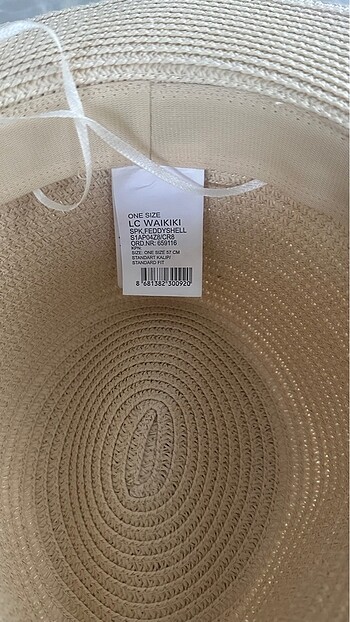 ONE SIZE
LC WAIKIKI
SPK.FEDDYSHELL
S1AP04Z8/CR8
ORD.NR: 659116
KPN:
SIZE: ONE SIZE 57 CM
STANDART KALIP/
STANDARD FIT
8 681382 300920